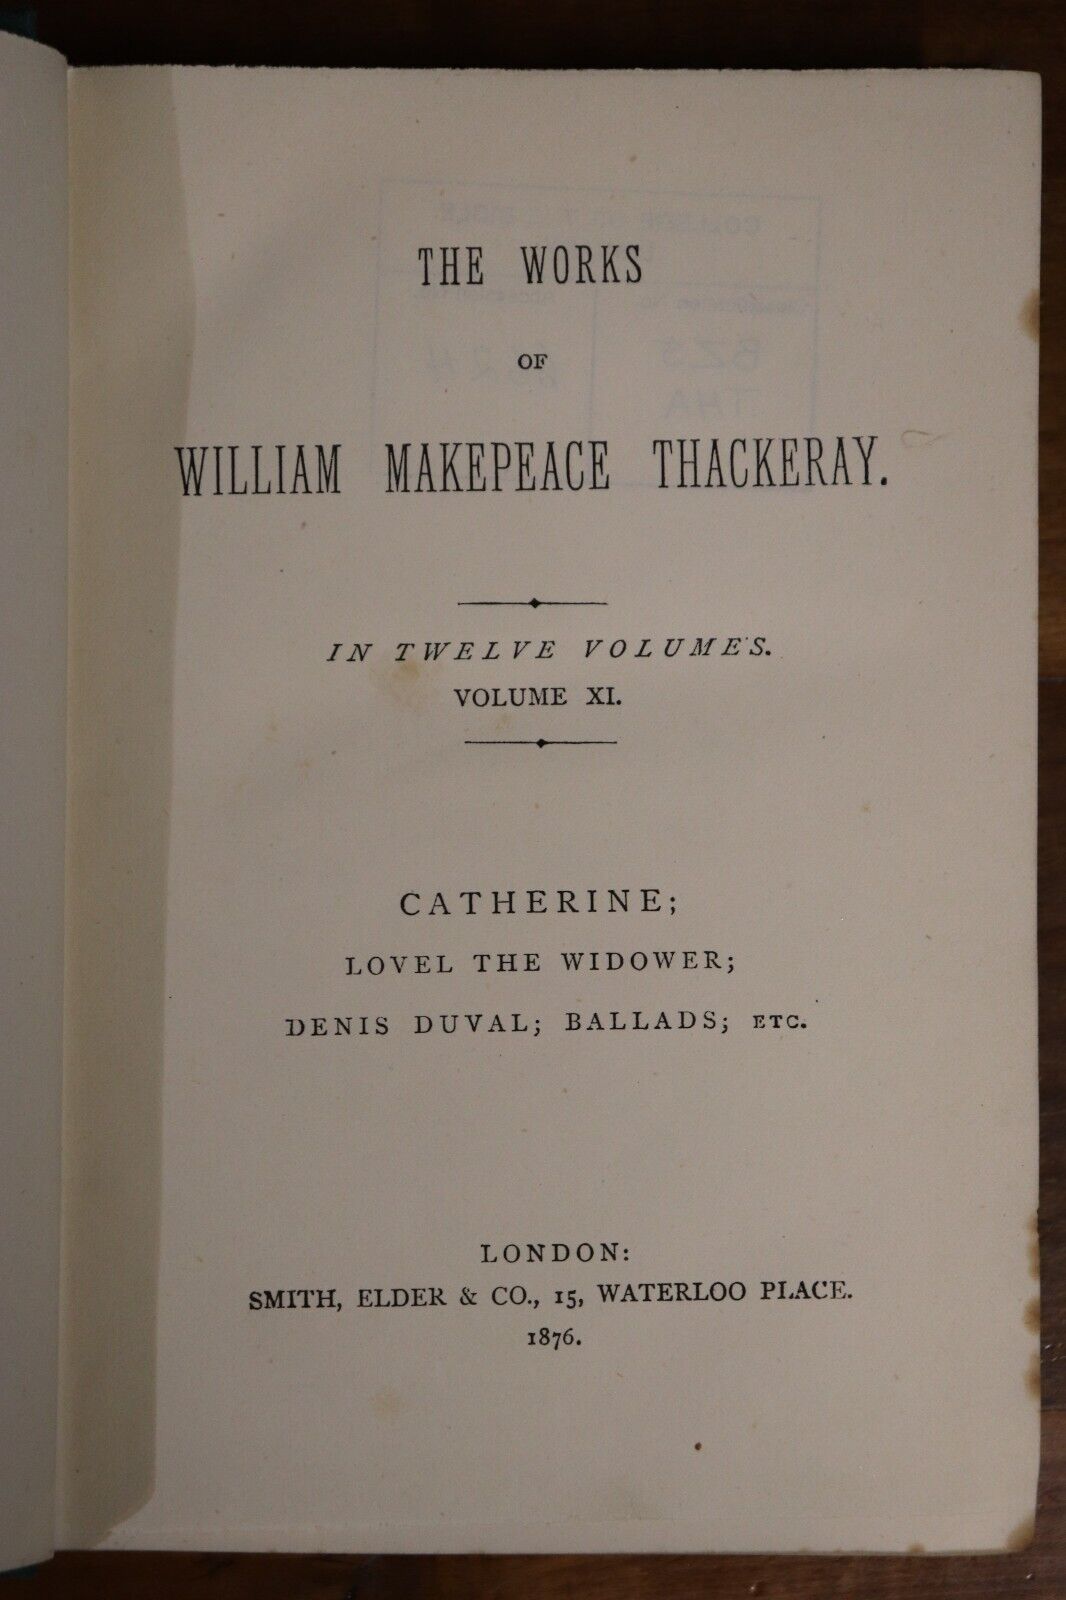 THE WORKS
OF
WILLIAM MAKEPEACE THACKERAY.
IN TWELVE VOLUMES.
VOLUME XI.
CATHERINE;
LOVEL THE WIDOWER;
DENIS DUVAL; BALLADS; ETC.
LONDON:
SMITH, ELDER & CO., 15, WATERLOO PLACE.
1876.